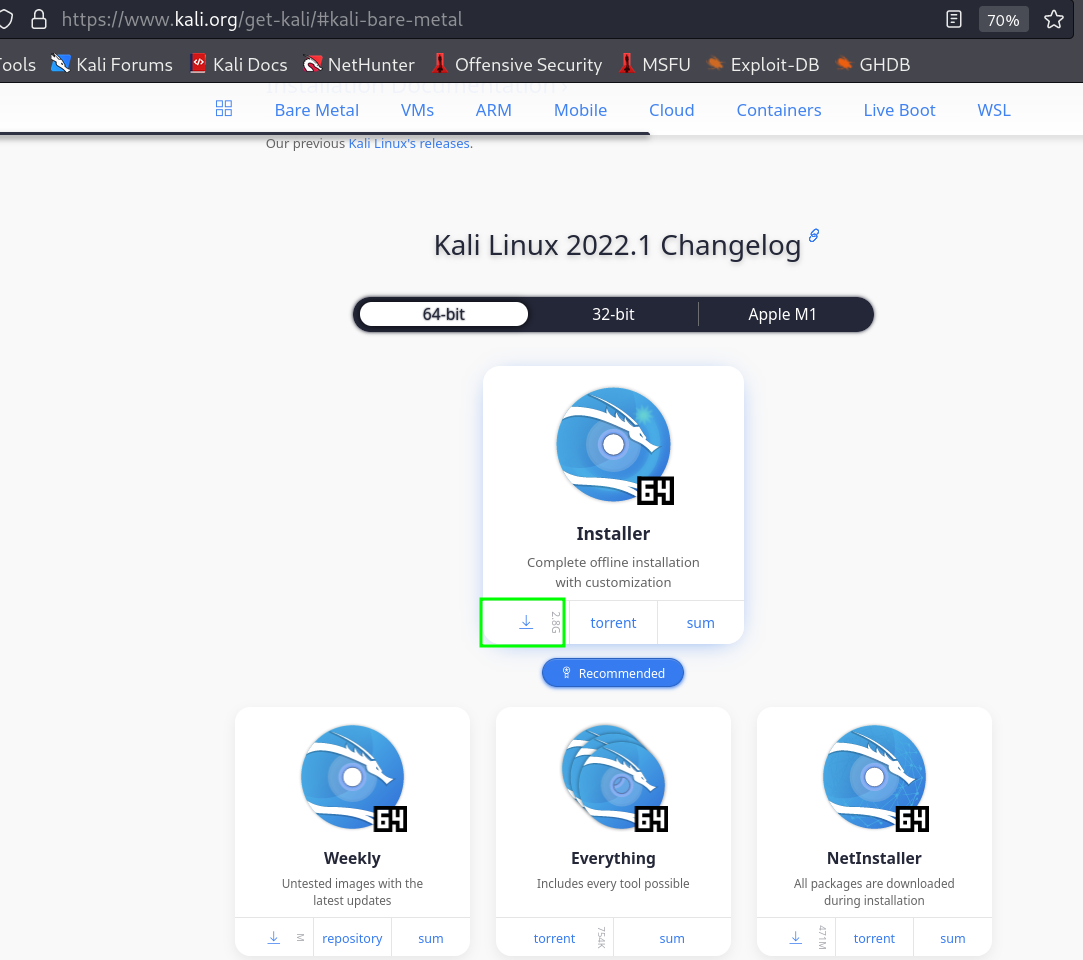 https://www.kali.org/get-kali/#kali-bare-metal
70%
ools
Kali Forums
Kali Docs
NetHunter
Offensive Security
MSFU
Exploit-DB
GHDB
Installation Documentation ›
Bare Metal
VMs
ARM
Mobile
Cloud
Containers
Live Boot
WSL
Our previous Kali Linux's releases.
Kali Linux 2022.1 Changelog
64-bit
32-bit
Apple M1
64
Installer
Complete offline installation
with customization
2.8G
torrent
sum
Recommended
64
Weekly
Untested images with the
latest updates
M
repository
sum
64
Everything
Includes every tool possible
torrent
754K
sum
64
NetInstaller
All packages are downloaded
during installation
471M
torrent
sum